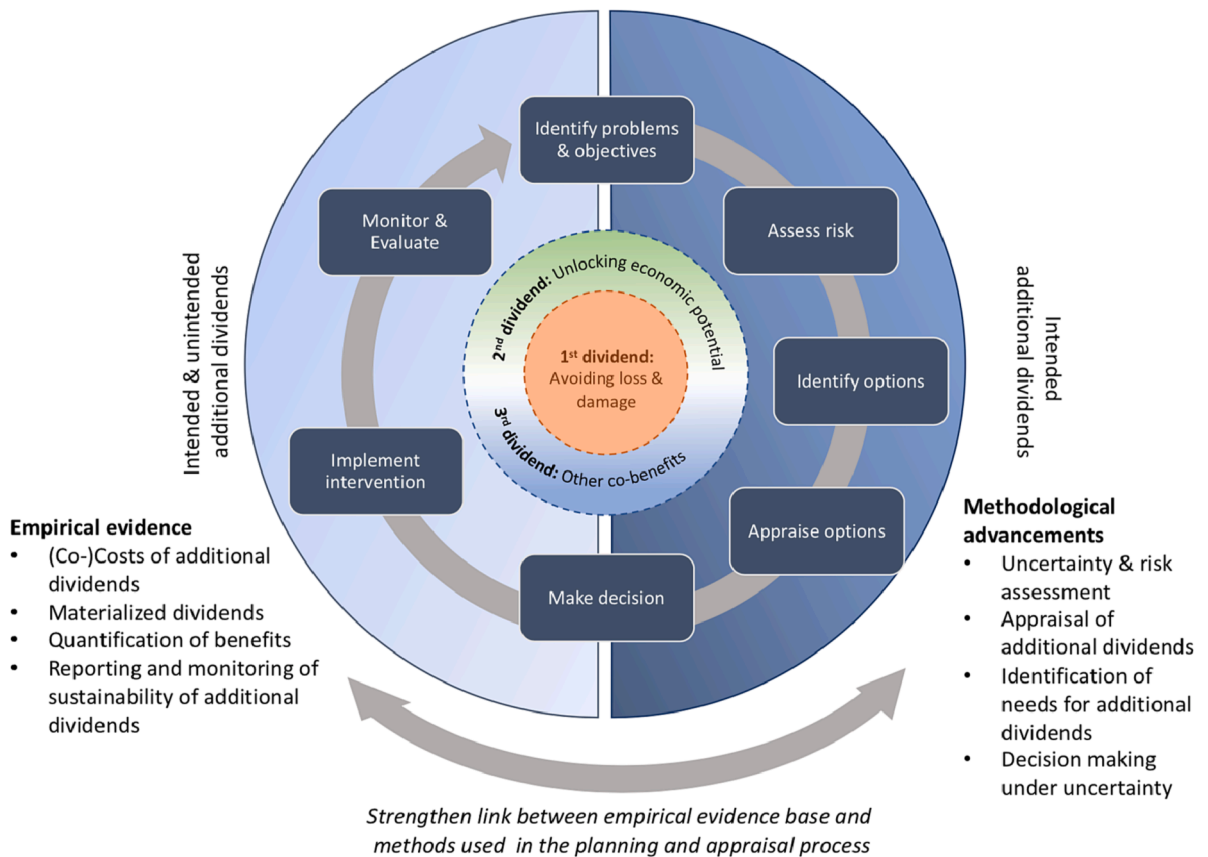 Identify problems
& objectives
Assess risk
Identify options
Appraise options
Make decision
Implement
intervention
Monitor &
Evaluate
2nd dividend: Unlocking economic potential
1st dividend:
Avoiding loss &
damage
3rd dividend: Other co-benefits
Intended & unintended
additional dividends
Intended
additional dividends
Empirical evidence
• (Co-)Costs of additional
dividends
• Materialized dividends
• Quantification of benefits
• Reporting and monitoring of
sustainability of additional
dividends
Methodological
advancements
• Uncertainty & risk
assessment
• Appraisal of
additional dividends
• Identification of
needs for additional
dividends
• Decision making
under uncertainty
Strengthen link between empirical evidence base and
methods used in the planning and appraisal process